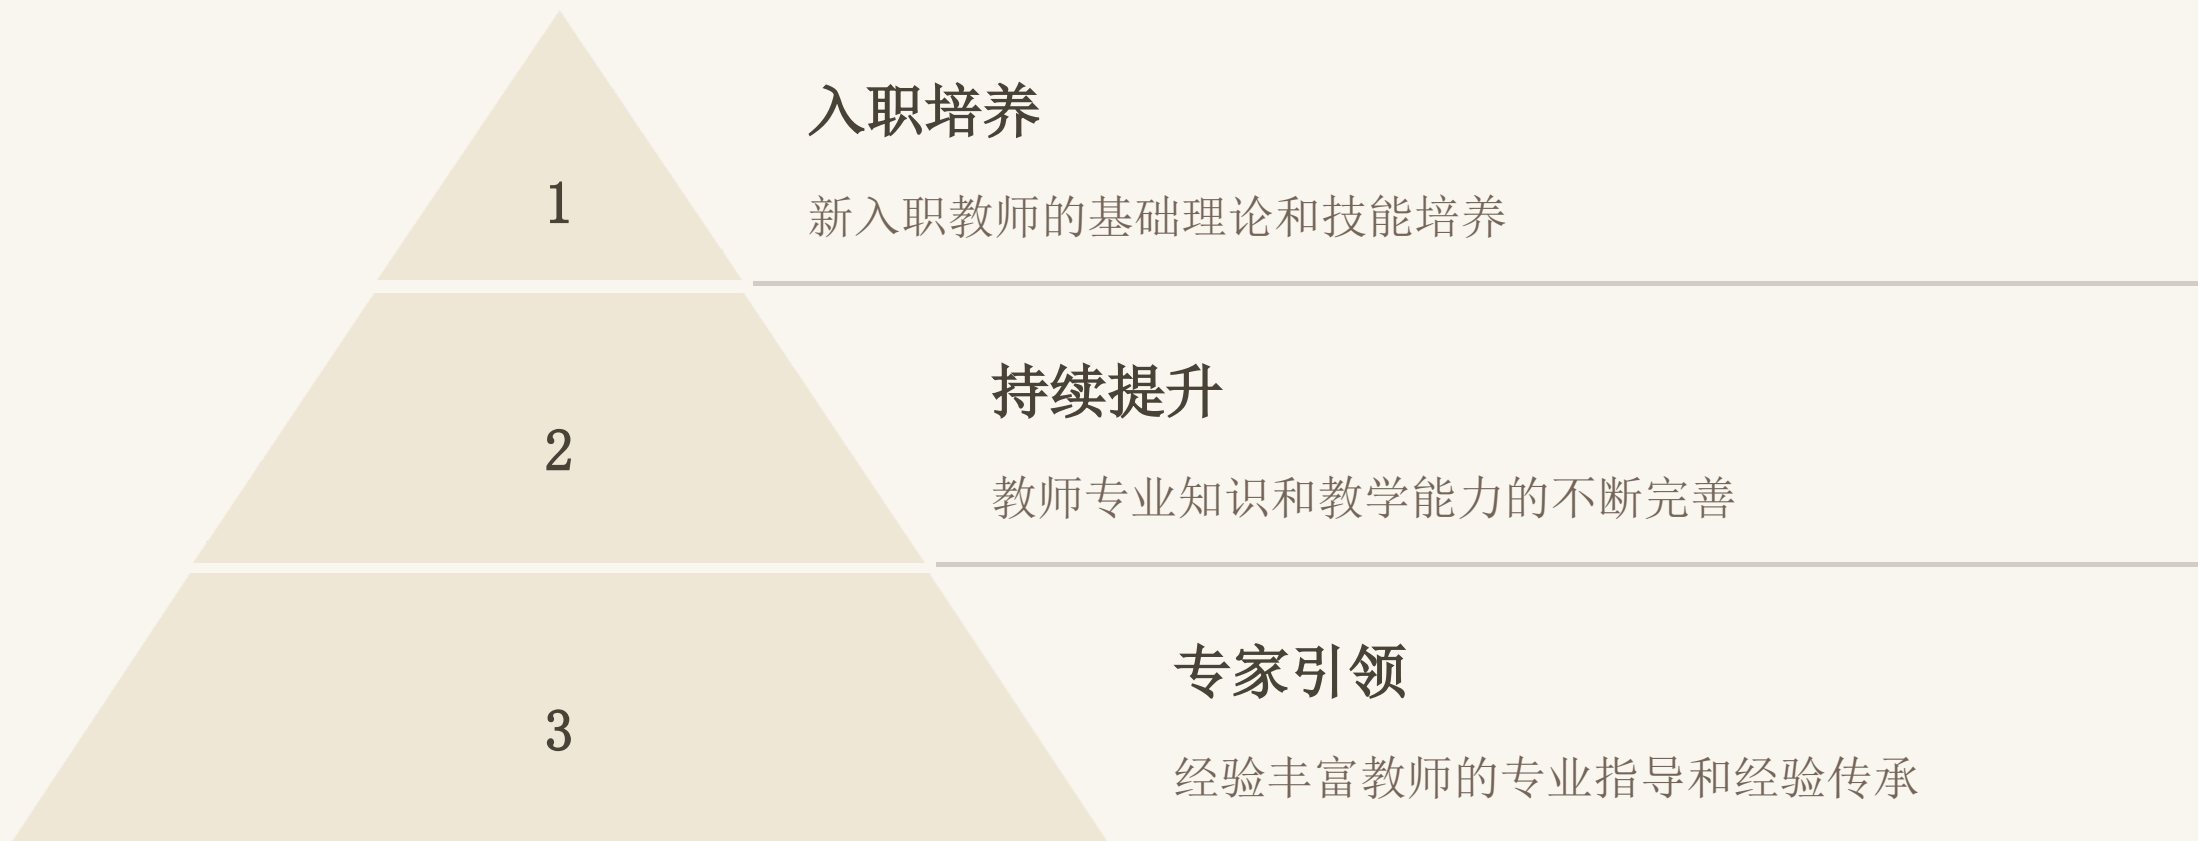 入职培养
1
新入职教师的基础理论和技能培养
持续提升
2
教师专业知识和教学能力的不断完善
专家引领
3
经验丰富教师的专业指导和经验传承